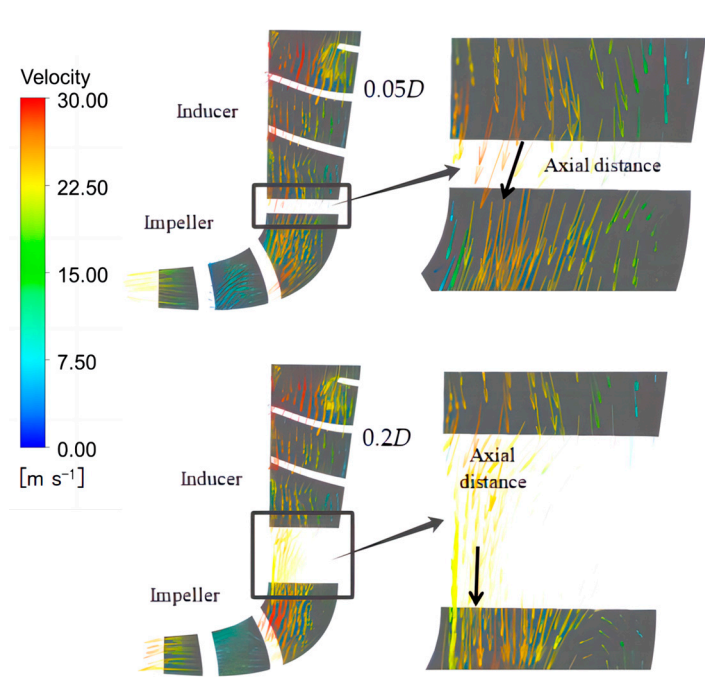 Velocity
30.00
22.50
15.00
7.50
0.00
[m s⁻¹]
Inducer
0.05D
Impeller
Axial distance
Inducer
0.2D
Impeller
Axial
distance